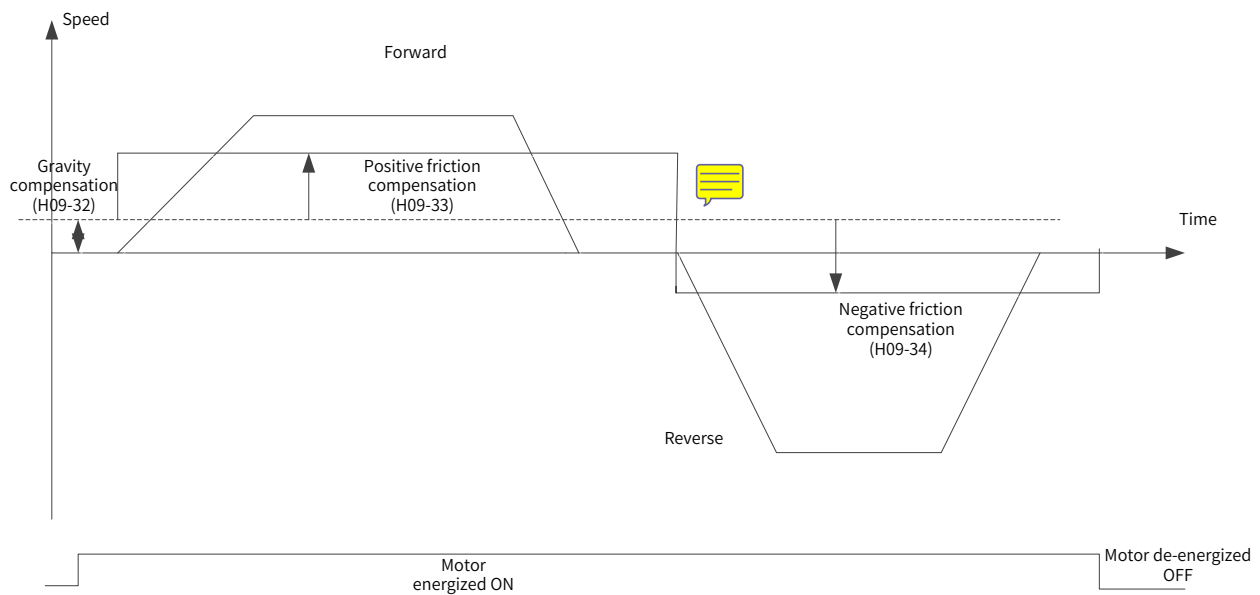 Speed
Forward
Gravity
compensation
(H09-32)
Positive friction
compensation
(H09-33)
Time
Negative friction
compensation
(H09-34)
Reverse
Motor
energized ON
Motor de-energized
OFF